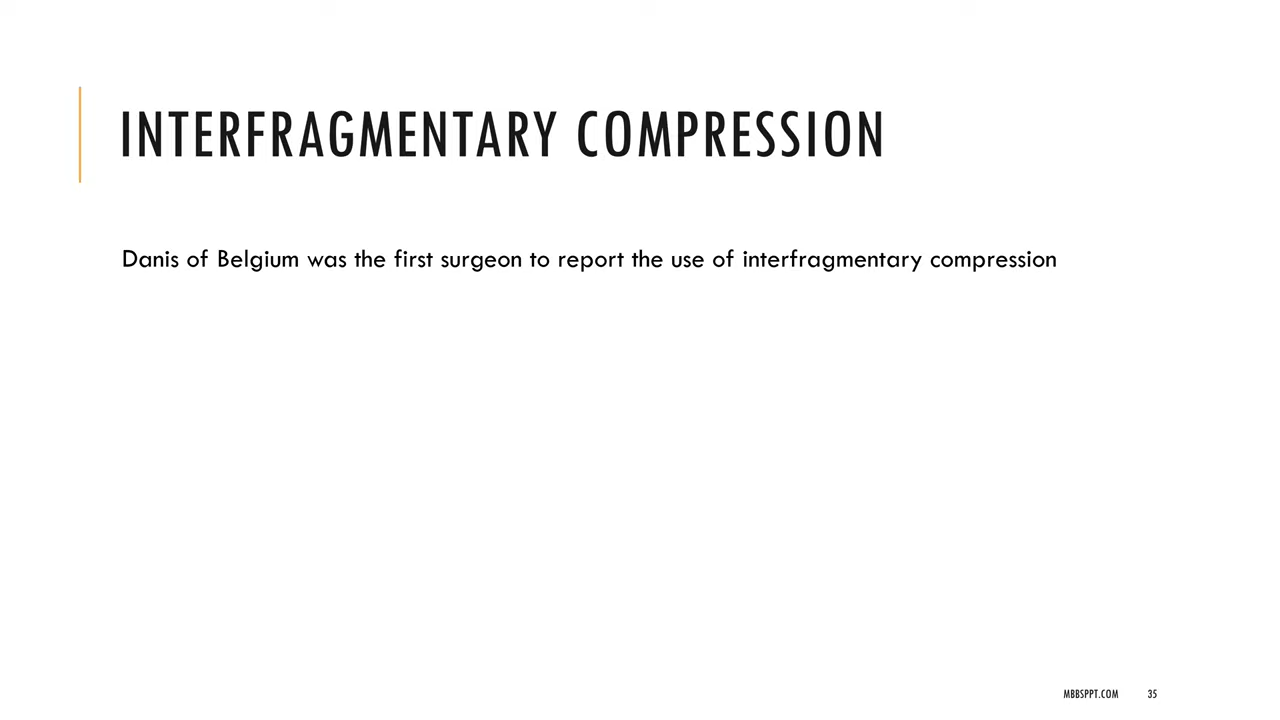 INTERFRAGMENTARY COMPRESSION
Danis of Belgium was the first surgeon to report the use of interfragmentary compression
MBBSPPT.COM 35